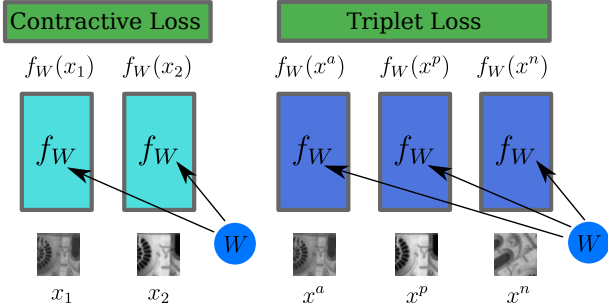 Contractive Loss Triplet Loss
f_W(x_1) f_W(x_2) f_W(x^a) f_W(x^p) f_W(x^n)
f_W f_W f_W f_W f_W
W W
x_1 x_2 x^a x^p x^n